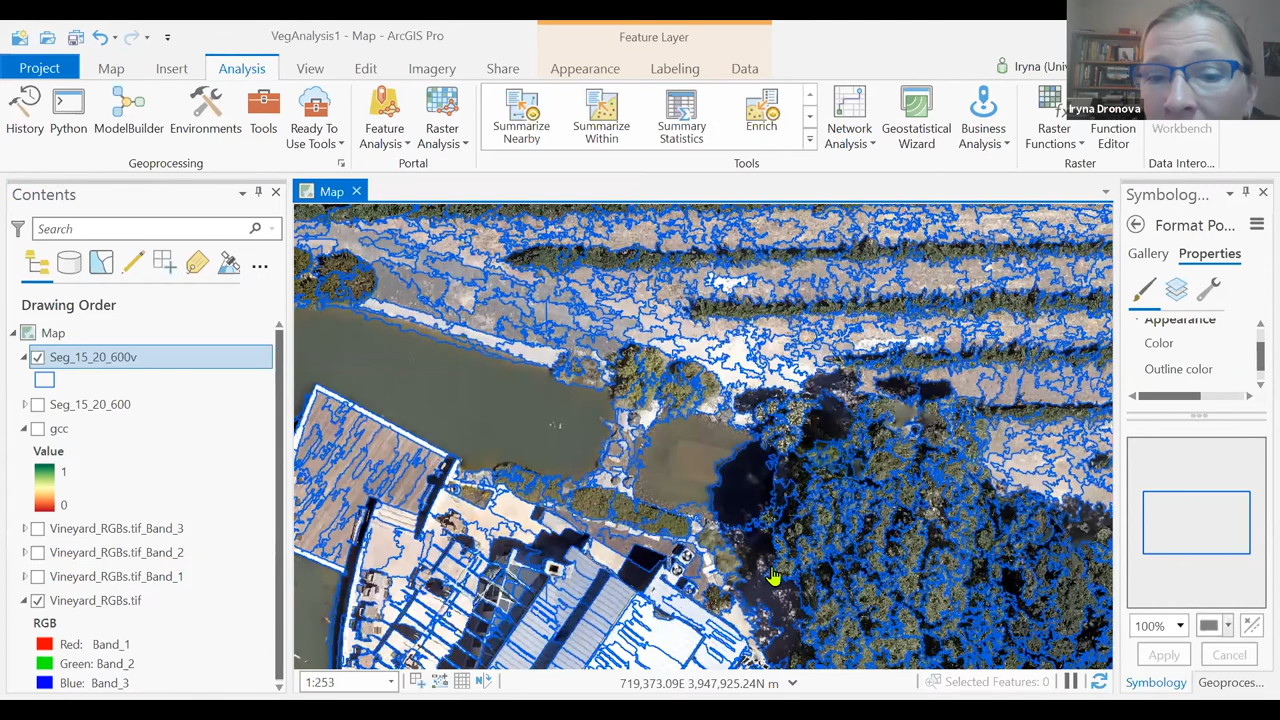 VegAnalysis1 - Map - ArcGIS Pro
Feature Layer
Project
Map
Insert
Analysis
View
Edit
Imagery
Share
Appearance
Labeling
Data
Iryna (Uni
Iryna Dronova
History
Python
ModelBuilder
Environments
Tools
Ready To
Use Tools
Feature
Analysis
Raster
Analysis
Summarize
Nearby
Summarize
Within
Summary
Statistics
Enrich
Network
Analysis
Geostatistical
Wizard
Business
Analysis
Raster
Functions
Function
Editor
Workbench
Geoprocessing
Portal
Tools
Raster
Data Intero...
Contents
Search
Drawing Order
Map
Seg_15_20_600v
Seg_15_20_600
gcc
Value
1
0
Vineyard_RGBs.tif_Band_3
Vineyard_RGBs.tif_Band_2
Vineyard_RGBs.tif_Band_1
Vineyard_RGBs.tif
RGB
Red: Band_1
Green: Band_2
Blue: Band_3
Map
1:253
719,373.09E 3,947,925.24N m
Selected Features: 0
Symbolog...
Format Po...
Gallery
Properties
Appearance
Color
Outline color
100%
Apply
Cancel
Symbology
Geoproces...